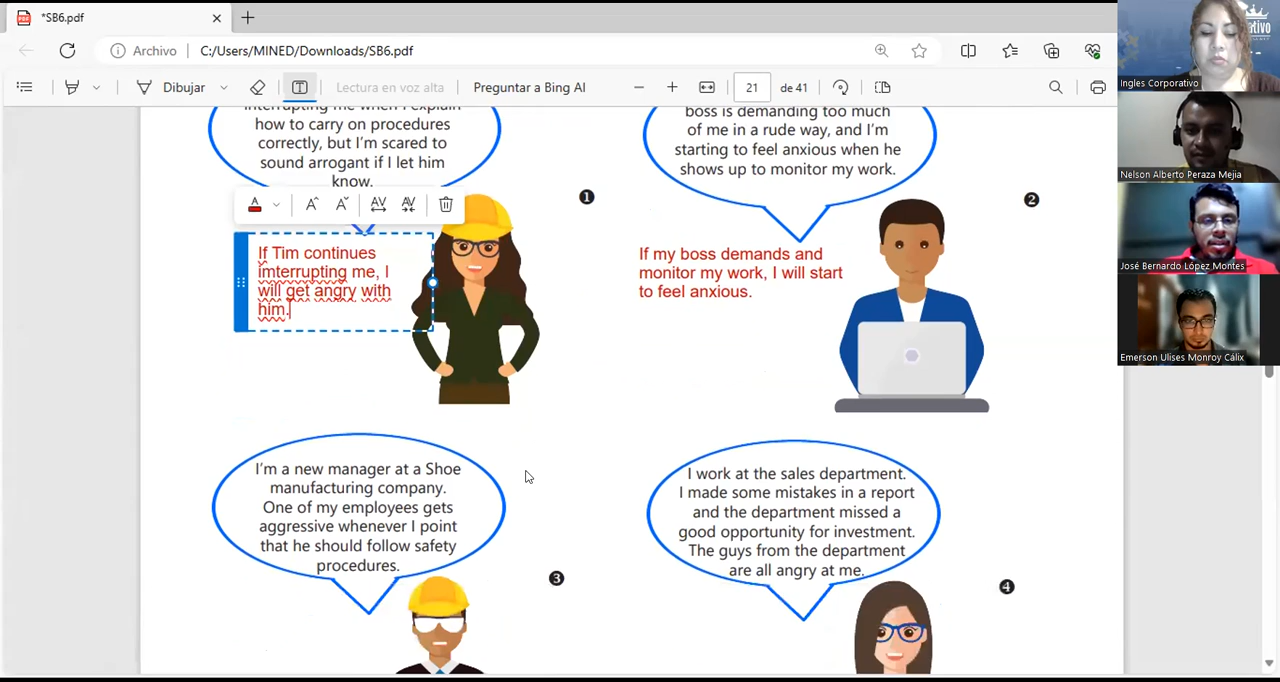 *SB6.pdf
Archivo
C:/Users/MINED/Downloads/SB6.pdf
Dibujar
Lectura en voz alta
Preguntar a Bing AI
21
de 41
interrupting me when I explain
how to carry on procedures
correctly, but I'm scared to
sound arrogant if I let him
know.
1
If Tim continues
imterrupting me, I
will get angry with
him.
boss is demanding too much
of me in a rude way, and I'm
starting to feel anxious when he
shows up to monitor my work.
2
If my boss demands and
monitor my work, I will start
to feel anxious.
I'm a new manager at a Shoe
manufacturing company.
One of my employees gets
aggressive whenever I point
that he should follow safety
procedures.
3
I work at the sales department.
I made some mistakes in a report
and the department missed a
good opportunity for investment.
The guys from the department
are all angry at me.
4
Ingles Corporativo
Nelson Alberto Peraza Mejia
José Bernardo López Montes
Emerson Ulises Monroy Cálix